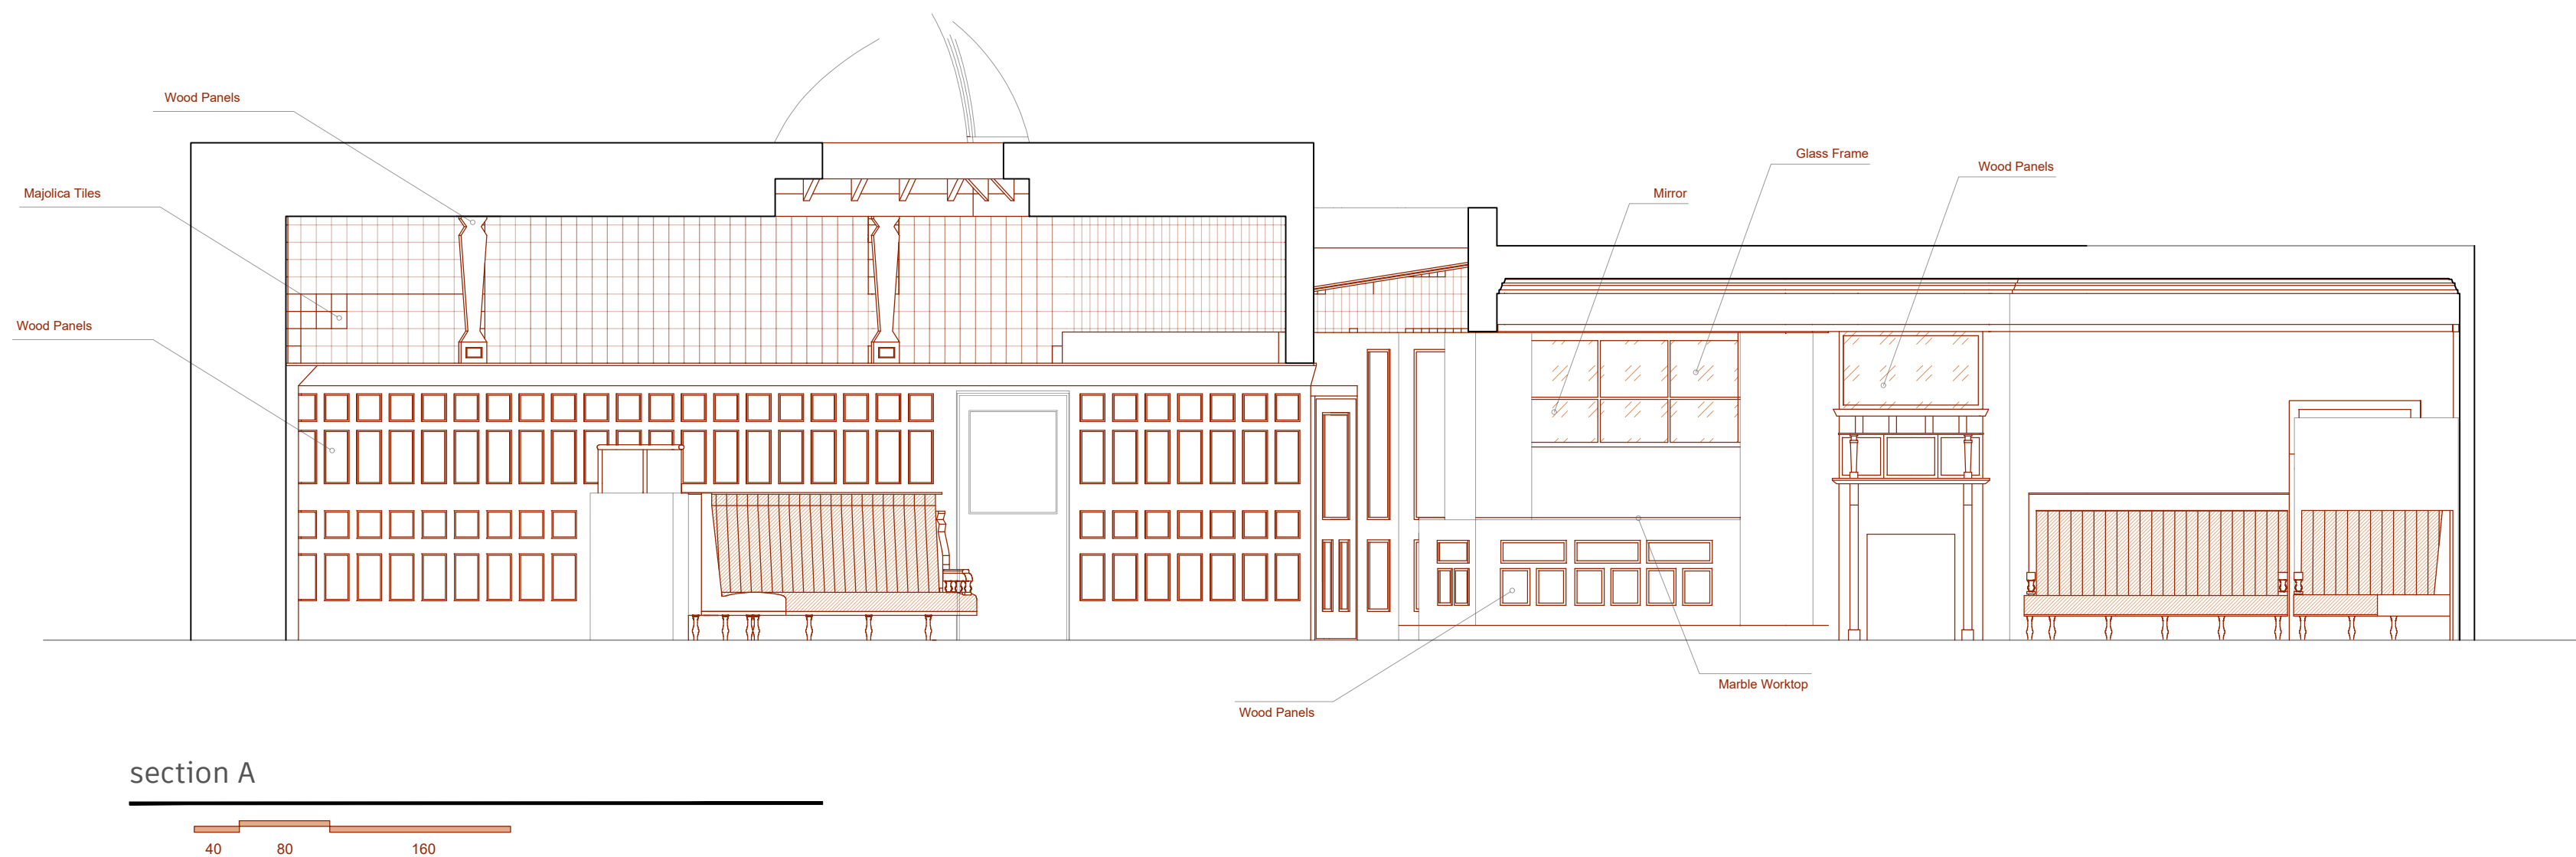 Wood Panels
Majolica Tiles
Wood Panels
Glass Frame
Wood Panels
Mirror
Marble Worktop
Wood Panels
section A
40 80 160